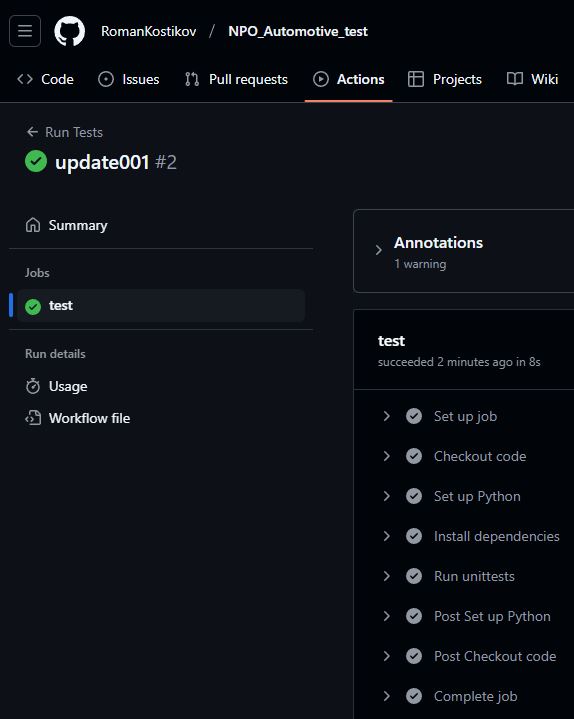 RomanKostikov / NPO_Automotive_test
Code Issues Pull requests Actions Projects Wiki
Run Tests
update001 #2
Summary
Jobs
test
Run details
Usage
Workflow file
Annotations
1 warning
test
succeeded 2 minutes ago in 8s
Set up job
Checkout code
Set up Python
Install dependencies
Run unittests
Post Set up Python
Post Checkout code
Complete job